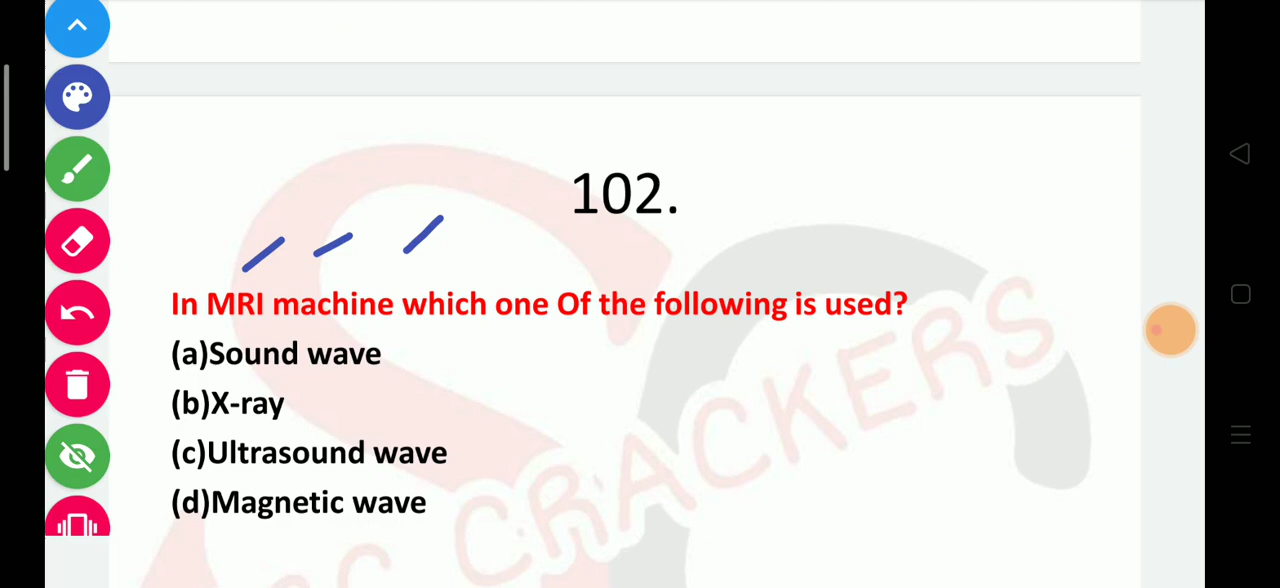 102.
In MRI machine which one Of the following is used?
(a)Sound wave
(b)X-ray
(c)Ultrasound wave
(d)Magnetic wave
CRACKERS